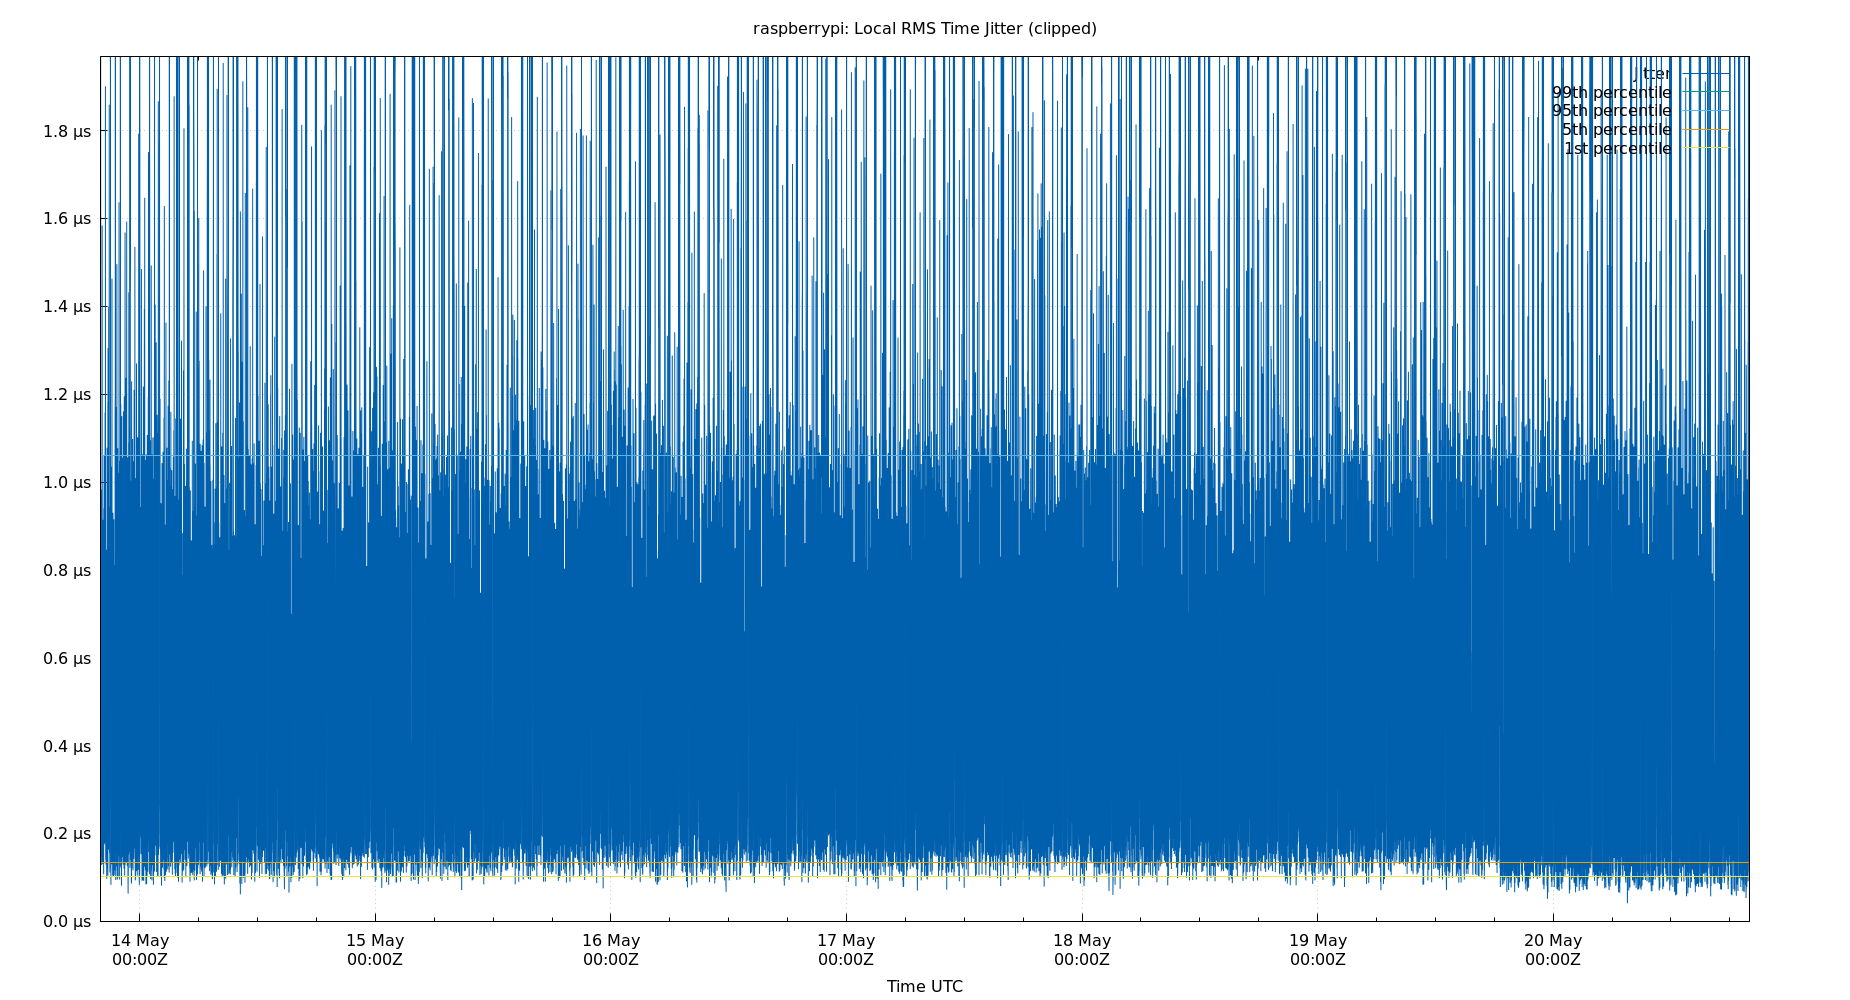 raspberrypi: Local RMS Time Jitter (clipped)
jitter
99th percentile
95th percentile
5th percentile
1st percentile
1.8 µs
1.6 µs
1.4 µs
1.2 µs
1.0 µs
0.8 µs
0.6 µs
0.4 µs
0.2 µs
0.0 µs
14 May 15 May 16 May 17 May 18 May 19 May 20 May
00:00Z 00:00Z 00:00Z 00:00Z 00:00Z 00:00Z 00:00Z
Time UTC